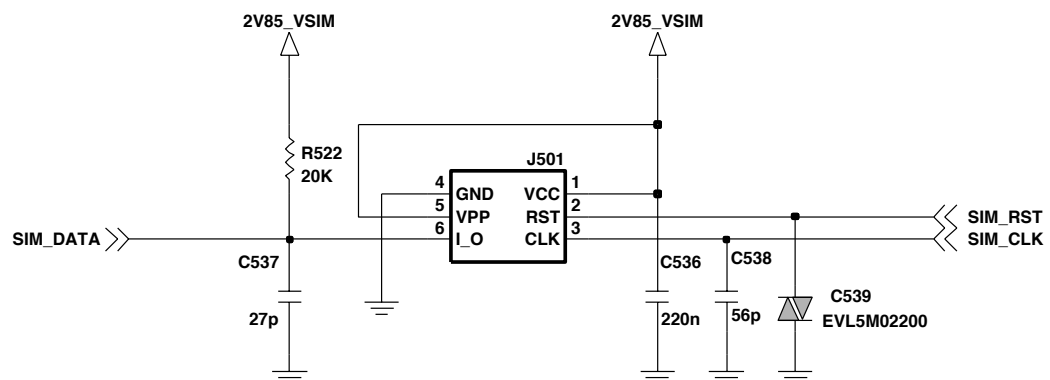 2V85_VSIM
2V85_VSIM
R522
20K
J501
4
GND
VCC
1
5
VPP
RST
2
6
I_O
CLK
3
SIM_DATA
SIM_RST
SIM_CLK
C537
27p
C536
220n
C538
56p
C539
EVL5M02200